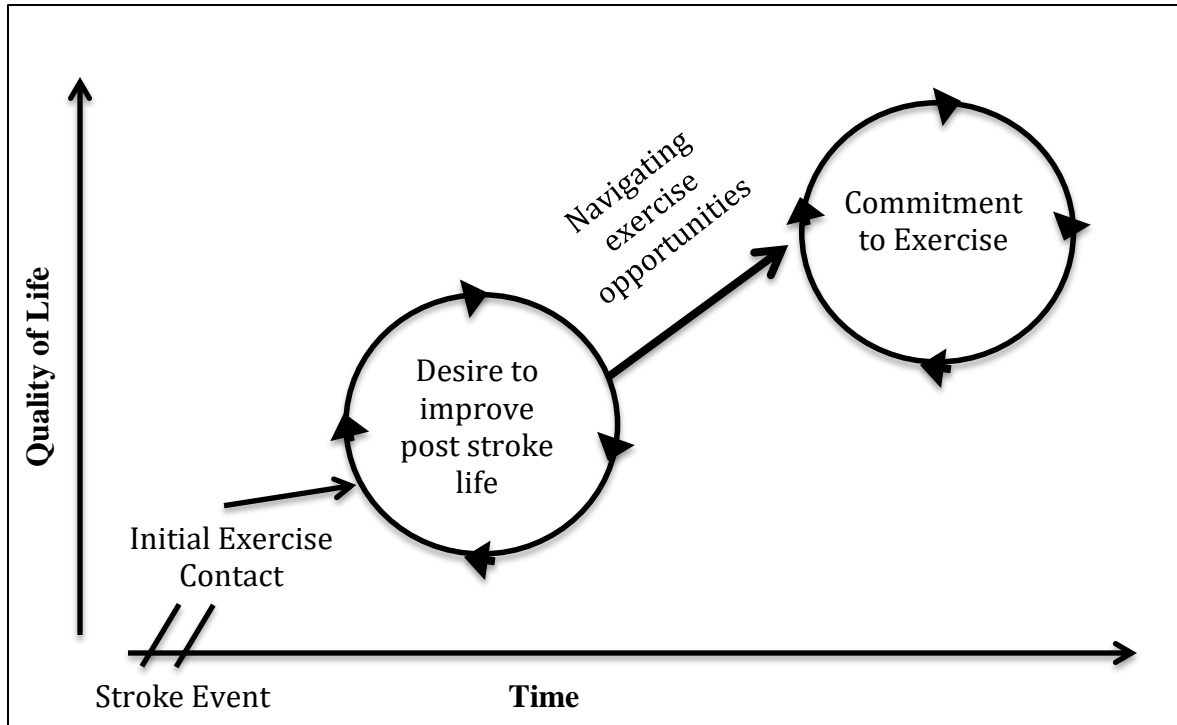 Quality of Life
Navigating
exercise
opportunities
Commitment
to Exercise
Desire to
improve
post stroke
life
Initial Exercise
Contact
Stroke Event
Time